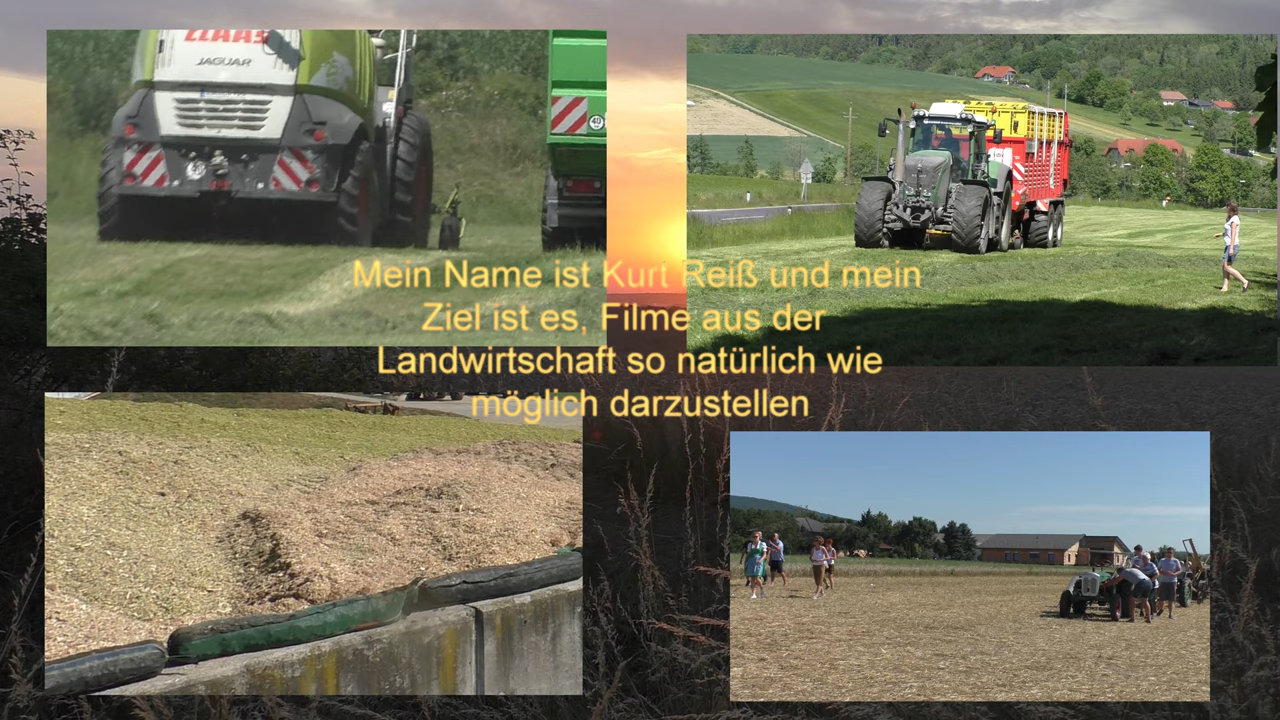 CLAAS
JAGUAR
40
Mein Name ist Kurt Reiß und mein
Ziel ist es, Filme aus der
Landwirtschaft so natürlich wie
möglich darzustellen